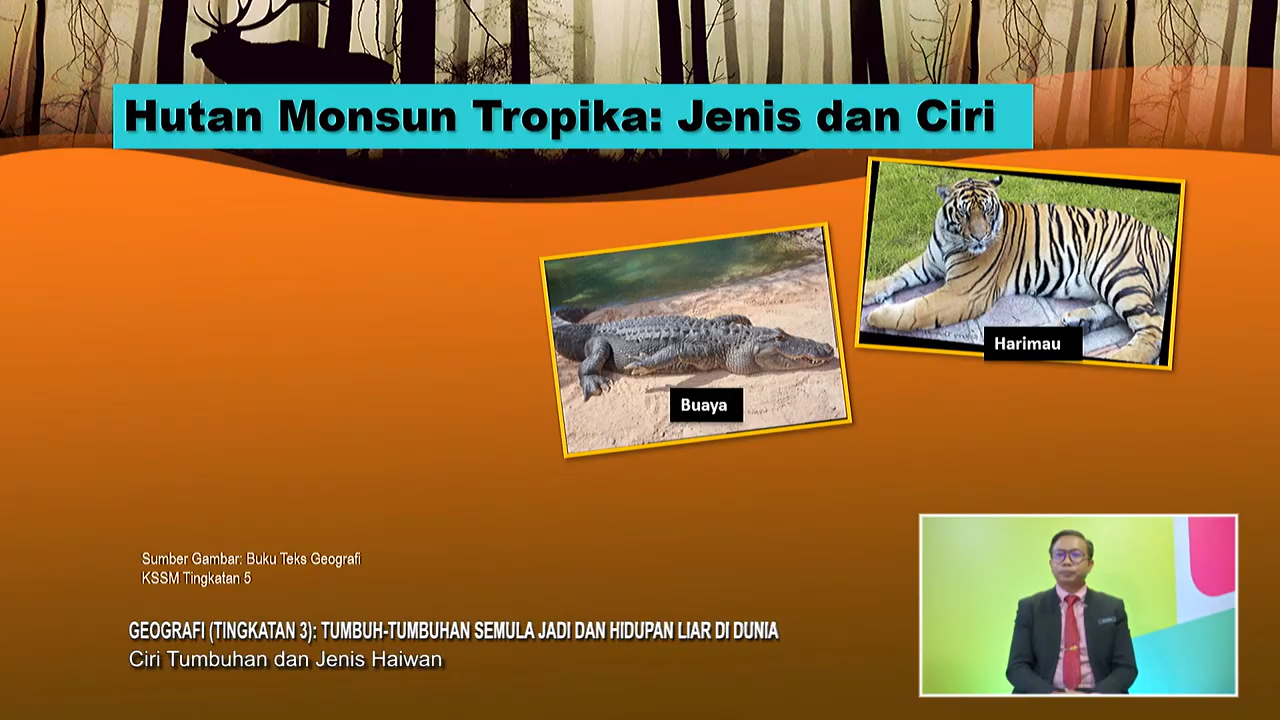 Hutan Monsun Tropika: Jenis dan Ciri
Harimau
Buaya
Sumber Gambar: Buku Teks Geografi
KSSM Tingkatan 5
GEOGRAFI (TINGKATAN 3): TUMBUH-TUMBUHAN SEMULA JADI DAN HIDUPAN LIAR DI DUNIA
Ciri Tumbuhan dan Jenis Haiwan